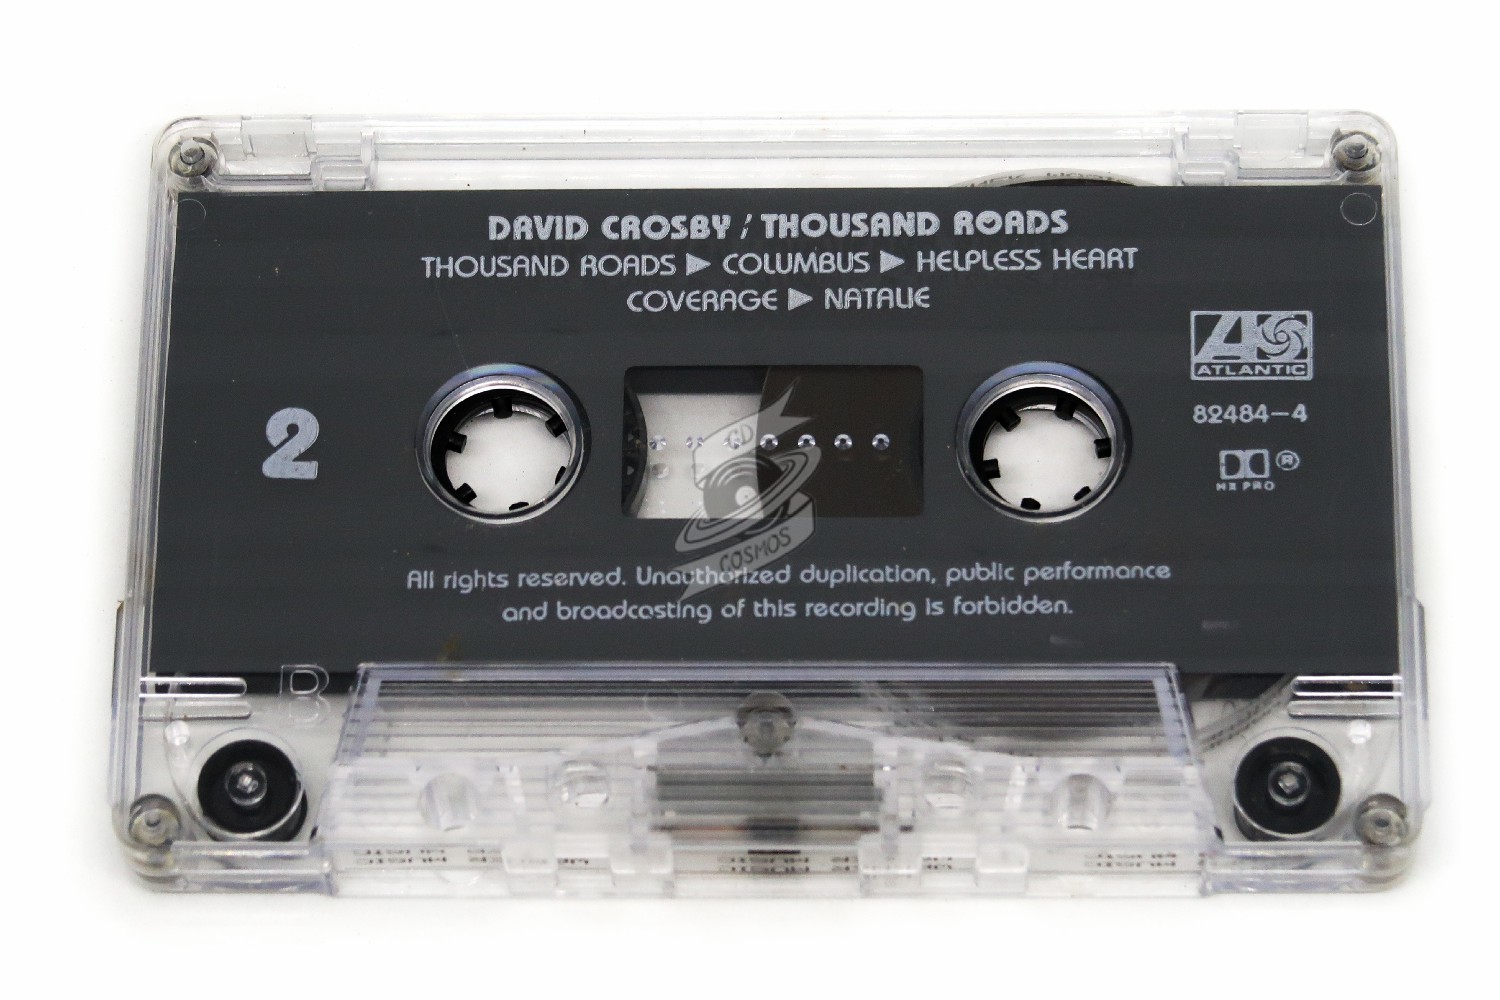 DAVID CROSBY / THOUSAND ROADS
THOUSAND ROADS ▶ COLUMBUS ▶ HELPLESS HEART
COVERAGE ▶ NATALIE
ATLANTIC
82484-4
2
HX PRO ®
CD
COSMOS
All rights reserved. Unauthorized duplication, public performance
and broadcasting of this recording is forbidden.
B